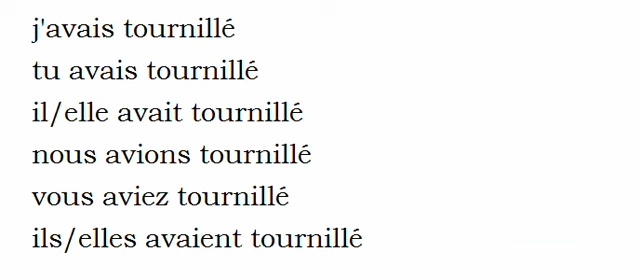 j'avais tournillé
tu avais tournillé
il/elle avait tournillé
nous avions tournillé
vous aviez tournillé
ils/elles avaient tournillé